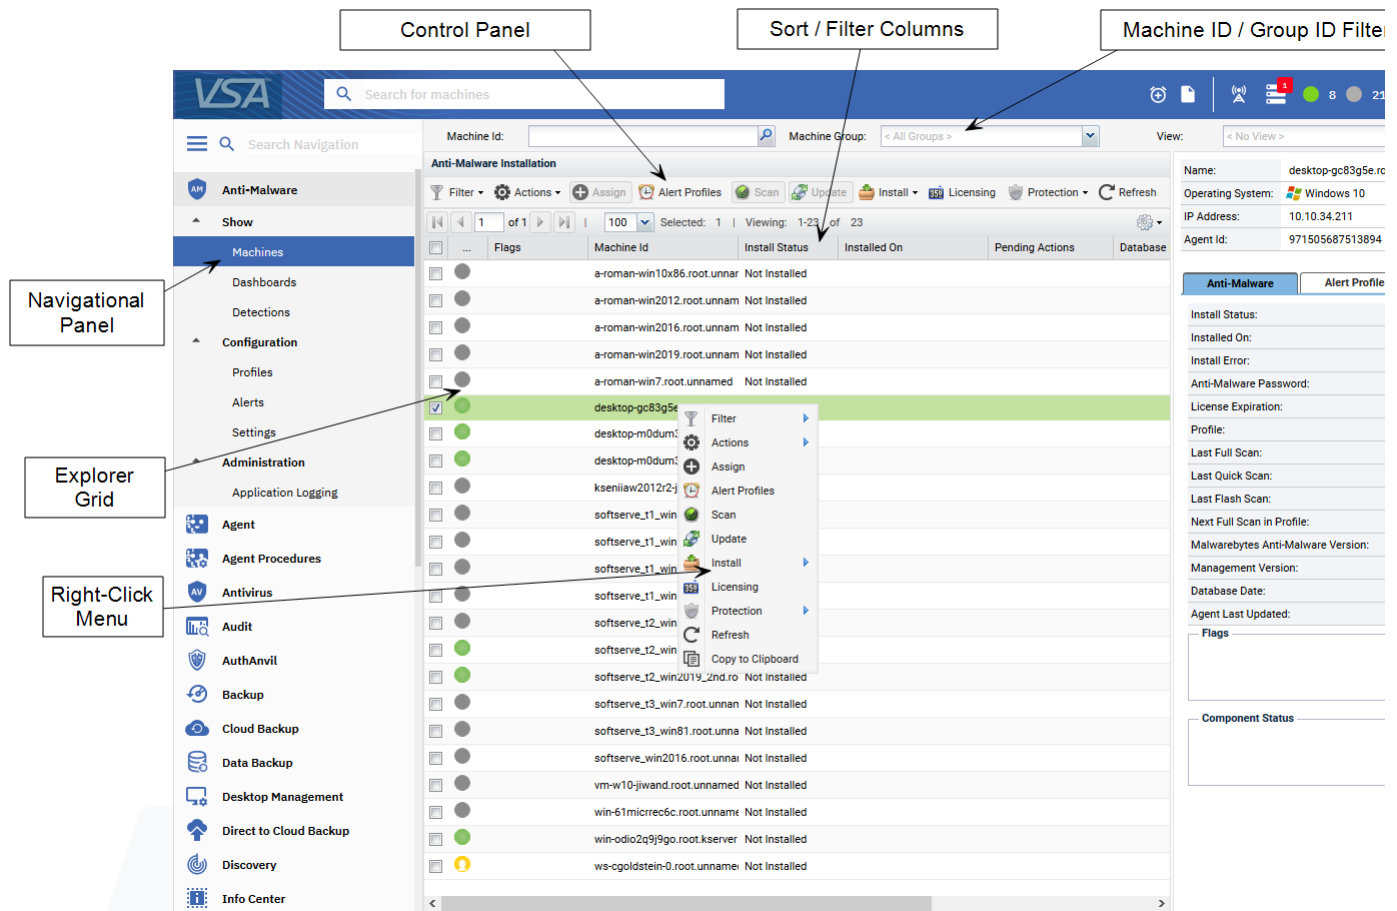 Control Panel
Sort / Filter Columns
Machine ID / Group ID Filter
VSA
Search for machines
1
8
21
Search Navigation
Machine Id:
Machine Group:
< All Groups >
View:
< No View >
Anti-Malware Installation
Filter
Actions
Assign
Alert Profiles
Scan
Update
Install
Licensing
Protection
Refresh
1 of 1
100
Selected: 1 | Viewing: 1-23 of 23
... Flags Machine Id Install Status Installed On Pending Actions Database
a-roman-win10x86.root.unnar Not Installed
a-roman-win2012.root.unnam Not Installed
a-roman-win2016.root.unnam Not Installed
a-roman-win2019.root.unnam Not Installed
a-roman-win7.root.unnamed Not Installed
desktop-gc83g5e
desktop-m0dum3
desktop-m0dum3
kseniiaw2012r2-j
softserve_t1_win
softserve_t1_win
softserve_t1_win
softserve_t1_win
softserve_t2_win
softserve_t2_win
softserve_t2_win2019_2nd.ro Not Installed
softserve_t3_win7.root.unnan Not Installed
softserve_t3_win81.root.unna Not Installed
softserve_win2016.root.unnai Not Installed
vm-w10-jiwand.root.unnamed Not Installed
win-61micrrec6c.root.unname Not Installed
win-odio2q9j9go.root.kserver Not Installed
ws-cgoldstein-0.root.unname Not Installed
Filter
Actions
Assign
Alert Profiles
Scan
Update
Install
Licensing
Protection
Refresh
Copy to Clipboard
Navigational
Panel
Explorer
Grid
Right-Click
Menu
AM Anti-Malware
Show
Machines
Dashboards
Detections
Configuration
Profiles
Alerts
Settings
Administration
Application Logging
Agent
Agent Procedures
AV Antivirus
Audit
AuthAnvil
Backup
Cloud Backup
Data Backup
Desktop Management
Direct to Cloud Backup
Discovery
Info Center
Name: desktop-gc83g5e.ro
Operating System: Windows 10
IP Address: 10.10.34.211
Agent Id: 971505687513894
Anti-Malware
Alert Profile
Install Status:
Installed On:
Install Error:
Anti-Malware Password:
License Expiration:
Profile:
Last Full Scan:
Last Quick Scan:
Last Flash Scan:
Next Full Scan in Profile:
Malwarebytes Anti-Malware Version:
Management Version:
Database Date:
Agent Last Updated:
Flags
Component Status